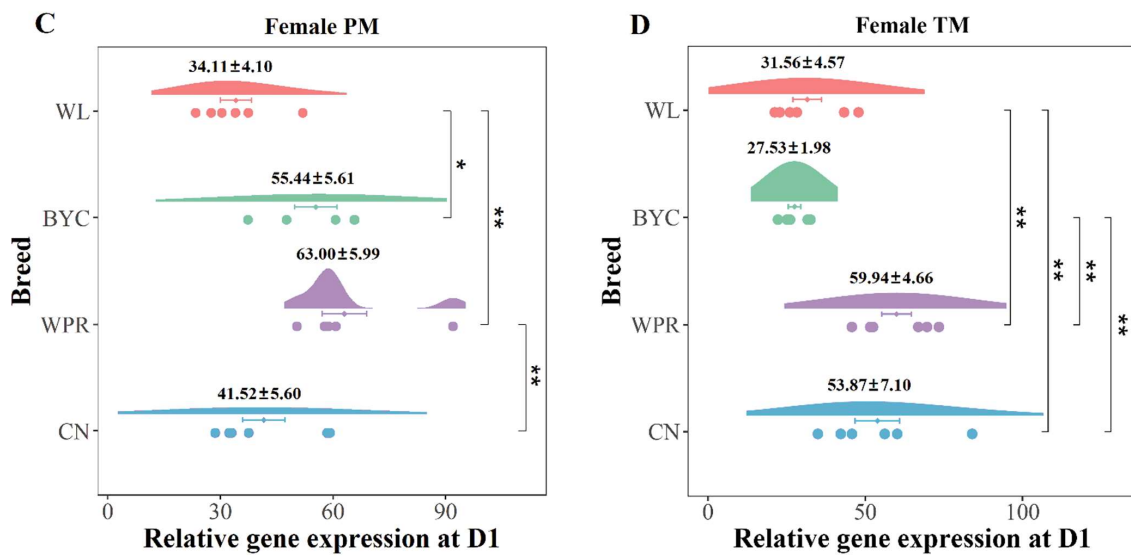 C
Female PM
34.11±4.10
WL
*
55.44±5.61
BYC
**
63.00±5.99
WPR
**
41.52±5.60
CN
Breed
0 30 60 90
Relative gene expression at D1
D
Female TM
31.56±4.57
WL
27.53±1.98
BYC
**
**
**
59.94±4.66
WPR
**
53.87±7.10
CN
Breed
0 50 100
Relative gene expression at D1